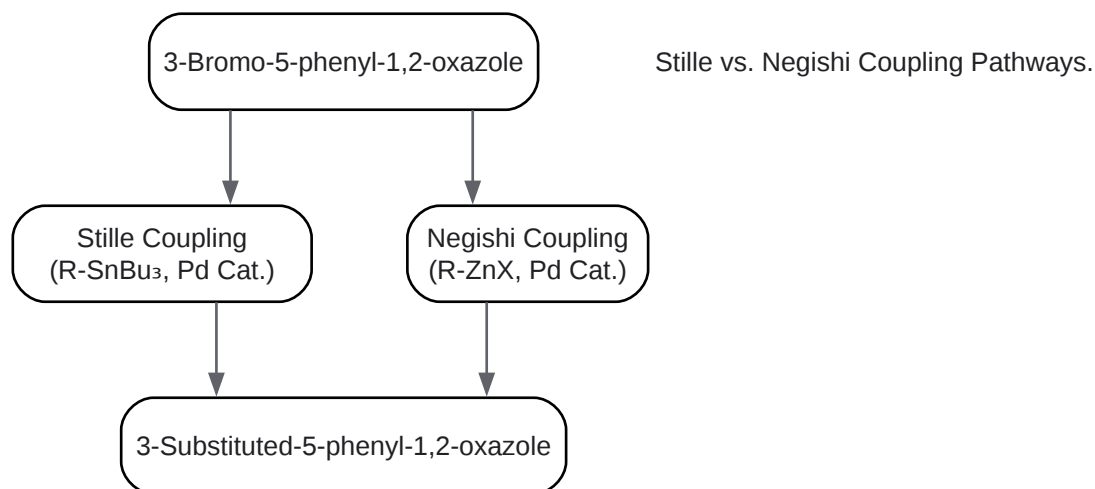 3-Bromo-5-phenyl-1,2-oxazole
Stille vs. Negishi Coupling Pathways.
Stille Coupling
(R-SnBu₃, Pd Cat.)
Negishi Coupling
(R-ZnX, Pd Cat.)
3-Substituted-5-phenyl-1,2-oxazole